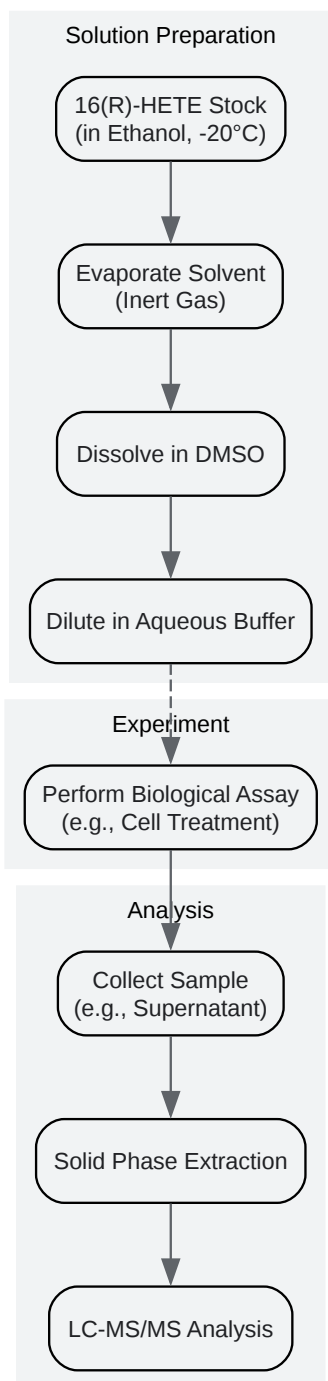 Solution Preparation
16(R)-HETE Stock
(in Ethanol, -20°C)
Evaporate Solvent
(Inert Gas)
Dissolve in DMSO
Dilute in Aqueous Buffer
Experiment
Perform Biological Assay
(e.g., Cell Treatment)
Analysis
Collect Sample
(e.g., Supernatant)
Solid Phase Extraction
LC-MS/MS Analysis